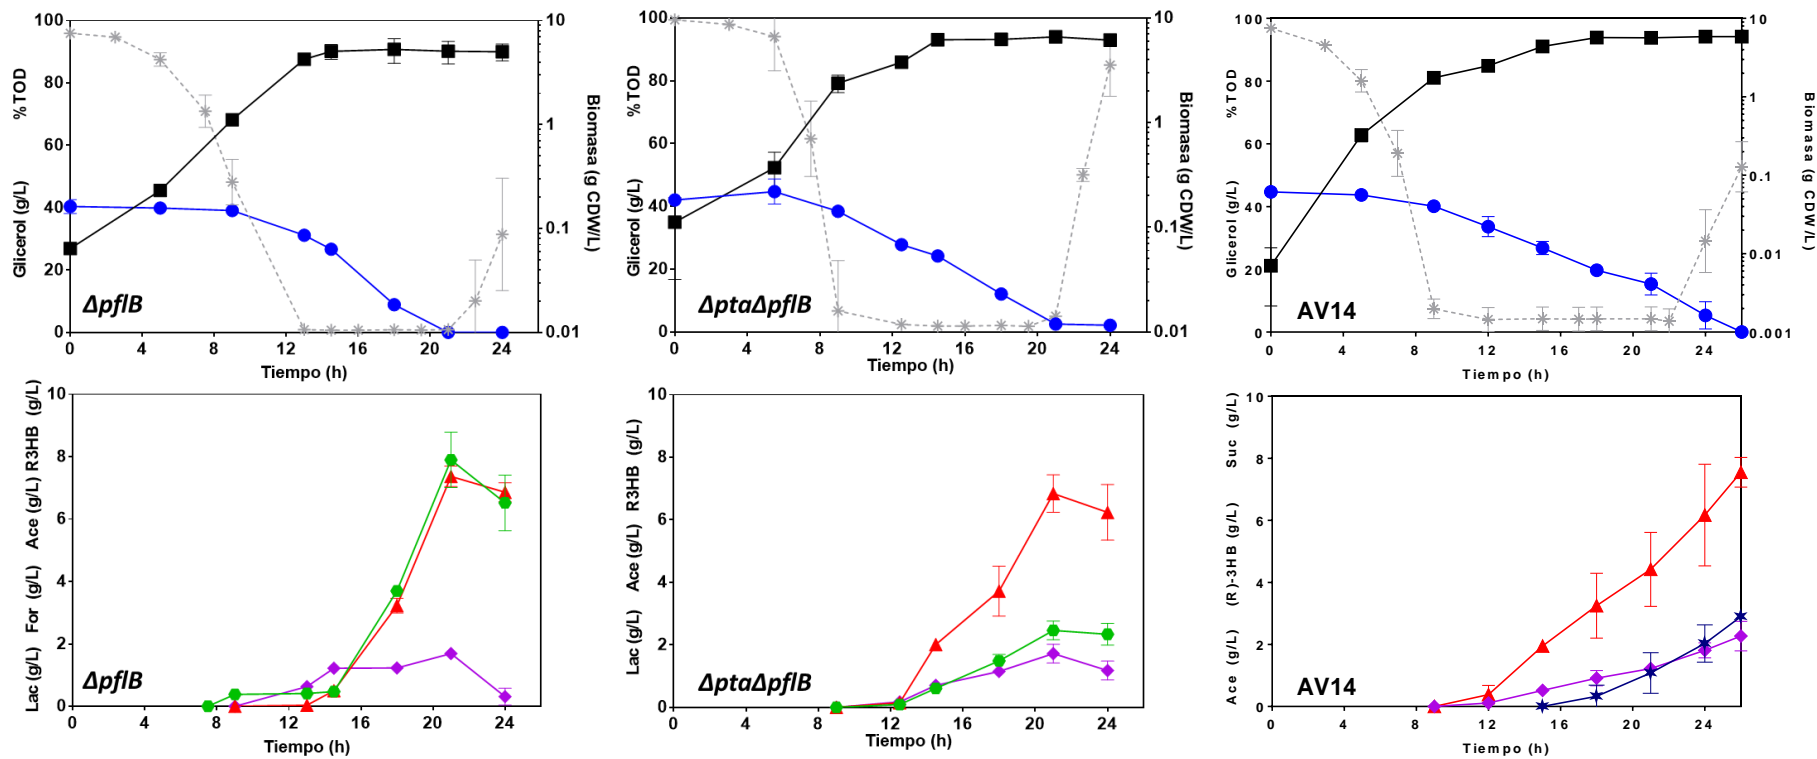 100
80
60
40
20
0
%TOD
Glicerol (g/L)
10
1
0.1
0.01
Biomasa (g CDW/L)
ΔpflB
0 4 8 12 16 20 24
Tiempo (h)
100
80
60
40
20
0
%TOD
Glicerol (g/L)
10
1
0.1
0.01
Biomasa (g CDW/L)
ΔptaΔpflB
0 4 8 12 16 20 24
Tiempo (h)
100
80
60
40
20
0
%TOD
Glicerol (g/L)
10
1
0.1
0.01
0.001
Biomasa (g CDW/L)
AV14
0 4 8 12 16 20 24
Tiempo (h)
10
8
6
4
2
0
Lac (g/L) For (g/L) Ace (g/L) R3HB (g/L)
ΔpflB
0 4 8 12 16 20 24
Tiempo (h)
10
8
6
4
2
0
Lac (g/L) Ace (g/L) R3HB (g/L)
ΔptaΔpflB
0 4 8 12 16 20 24
Tiempo (h)
10
8
6
4
2
0
Ace (g/L) (R)-3HB (g/L) Suc (g/L)
AV14
0 4 8 12 16 20 24
Tiempo (h)